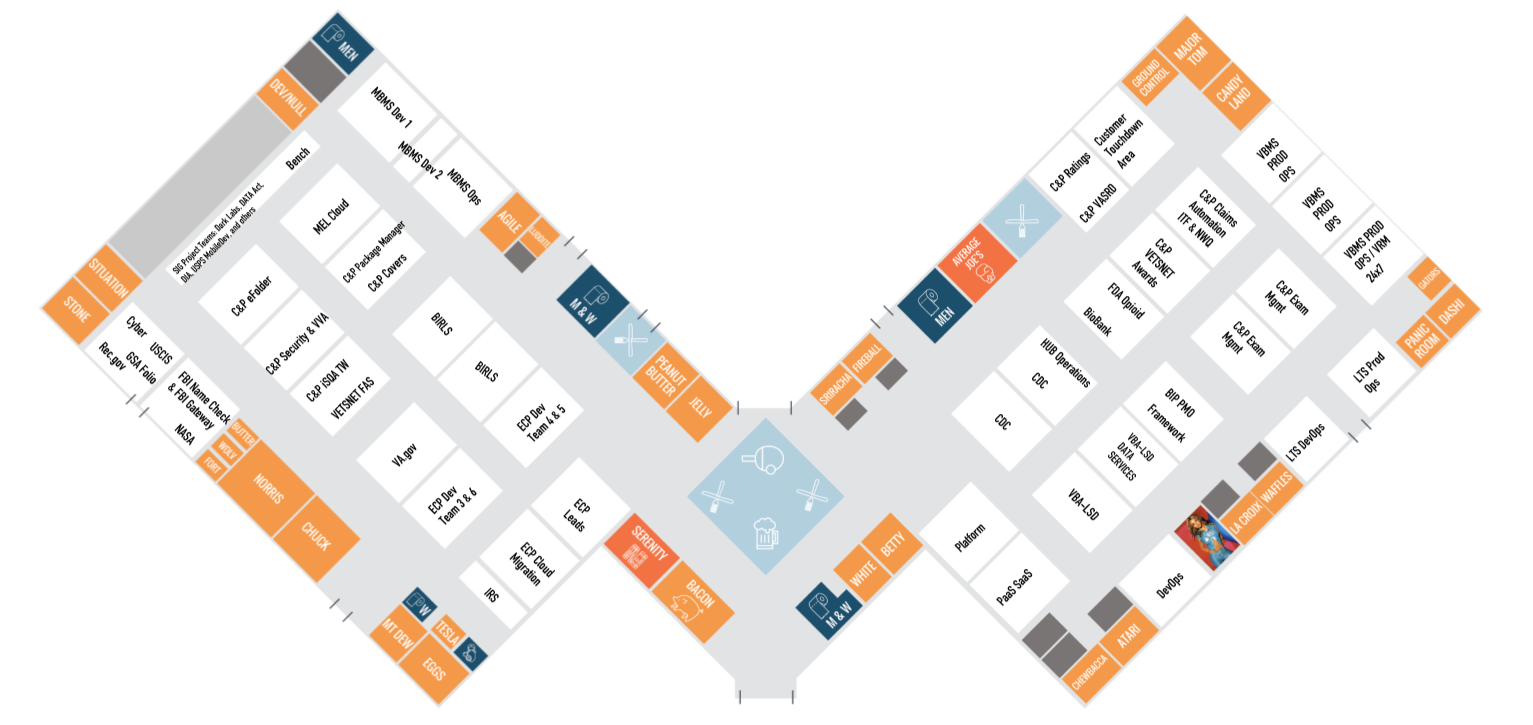 MEN
DEV/NULL
MBMS Dev 1
MBMS Dev 2
MBMS Ops
AGILE
LUDDITE
Bench
SIG Project Teams: Dork Labs, DATA Act,
DIA, USPS MobileDev, and others
SITUATION
STONE
MEL Cloud
C&P Package Manager
C&P Covers
C&P eFolder
C&P Security & VVA
C&P iSQA TW
VETSNET FAS
Cyber
USCIS
Rec.gov
GSA Folio
FBI Name Check
& FBI Gateway
NASA
BUTTER
WOLV
FORT
NORRIS
CHUCK
BIRLS
BIRLS
ECP Dev
Team 4 & 5
VA.gov
ECP Dev
Team 3 & 6
ECP
Leads
ECP Cloud
Migration
IRS
W
MT DEW
TESLA
EGGS
M & W
PEANUT
BUTTER
JELLY
SERENITY
BACON
M & W
WHITE
BETTY
SRIRACHA
FIREBALL
MEN
AVERAGE
JOE'S
C&P Ratings
Customer
Touchdown
Area
C&P VASRD
GROUND
CONTROL
MAJOR
TOM
CANDY
LAND
VBMS
PROD
OPS
VBMS
PROD
OPS
VBMS PROD
OPS / VRM
24x7
GATORS
DASHI
PANIC
ROOM
C&P Claims
Automation
ITF & NWQ
C&P
VETSNET
Awards
FDA Opioid
BioBank
C&P Exam
Mgmt
C&P Exam
Mgmt
HUB Operations
CDC
CDC
BIP PMO
Framework
VBA-LSD
DATA
SERVICES
VBA-LSD
LTS Prod
Ops
LTS DevOps
WAFFLES
LA CROIX
DevOps
Platform
PaaS SaaS
ATARI
CHEWBACCA